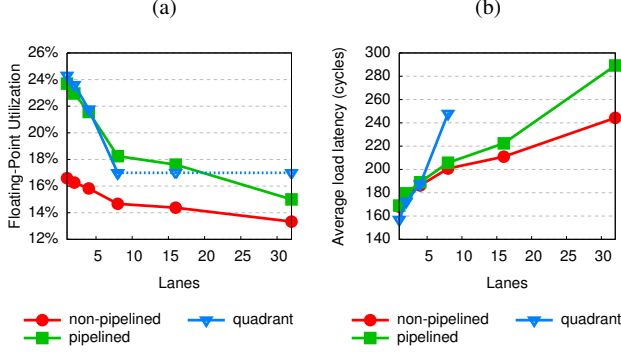 (a)
(b)
Floating-Point Utilization
26%
24%
22%
20%
18%
16%
14%
12%
5 10 15 20 25 30
Lanes
non-pipelined
quadrant
pipelined
Average load latency (cycles)
300
280
260
240
220
200
180
160
140
5 10 15 20 25 30
Lanes
non-pipelined
quadrant
pipelined